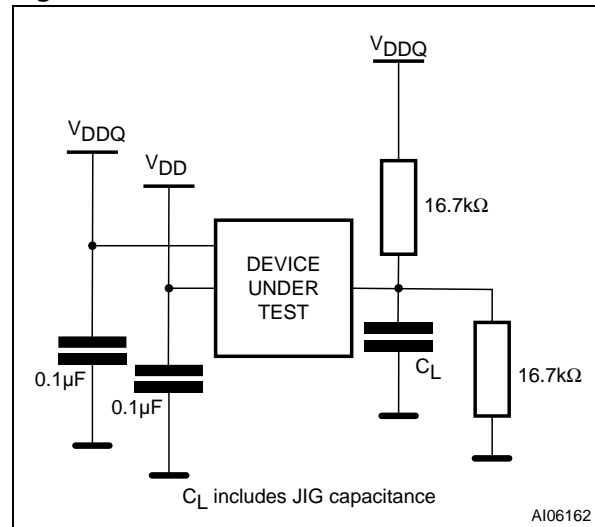 VDDQ
VDDQ
VDD
16.7kΩ
DEVICE
UNDER
TEST
CL
0.1µF
0.1µF
16.7kΩ
CL includes JIG capacitance
AI06162